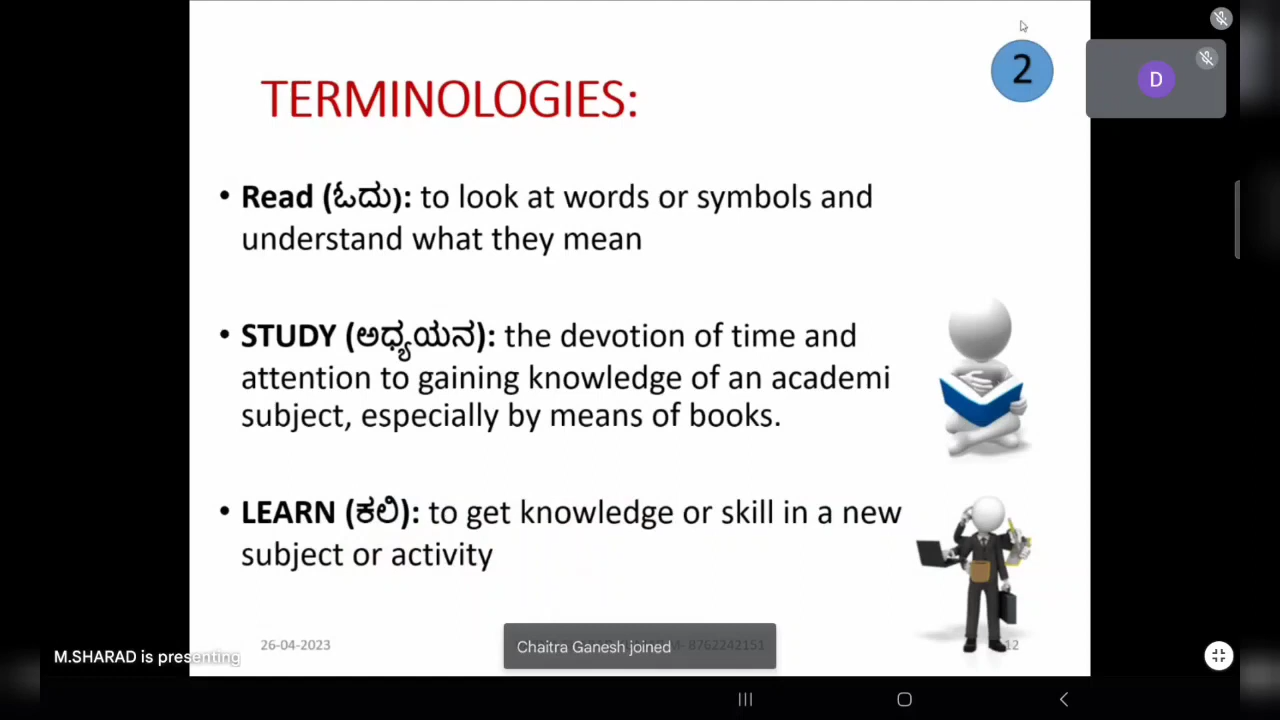 2
D
TERMINOLOGIES:
• Read (ಓದು): to look at words or symbols and
understand what they mean
• STUDY (ಅಧ್ಯಯನ): the devotion of time and
attention to gaining knowledge of an academi
subject, especially by means of books.
• LEARN (ಕಲಿ): to get knowledge or skill in a new
subject or activity
26-04-2023
8762242151
12
Chaitra Ganesh joined
M.SHARAD is presenting